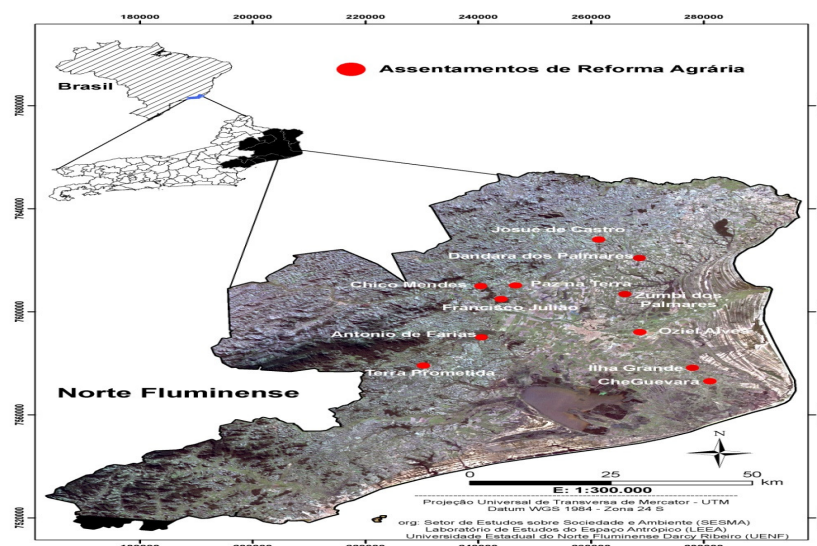 180000 200000 220000 240000 260000 280000
Assentamentos de Reforma Agrária
Brasil
7680000
7640000
7600000
7560000
7520000
Josué de Castro
Dandara dos Palmares
Chico Mendes
Paz na Terra
Zumbi dos
Palmares
Francisco Julião
Antonio de Farias
Oziel Alves
Ilha Grande
Terra Prometida
CheGuevara
Norte Fluminense
N
0 25 50
km
E: 1:300.000
Projeção Universal de Transversa de Mercator - UTM
Datum WGS 1984 - Zona 24 S
org: Setor de Estudos sobre Sociedade e Ambiente (SESMA)
Laboratório de Estudos do Espaço Antrópico (LEEA)
Universidade Estadual do Norte Fluminense Darcy Ribeiro (UENF)